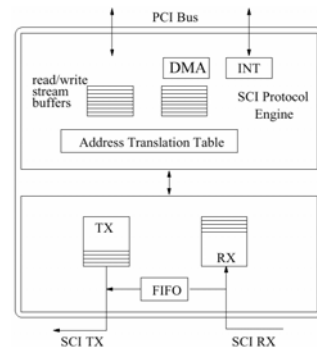 PCI Bus
DMA
INT
read/write
stream
buffers
SCI Protocol
Engine
Address Translation Table
TX
RX
FIFO
SCI TX
SCI RX